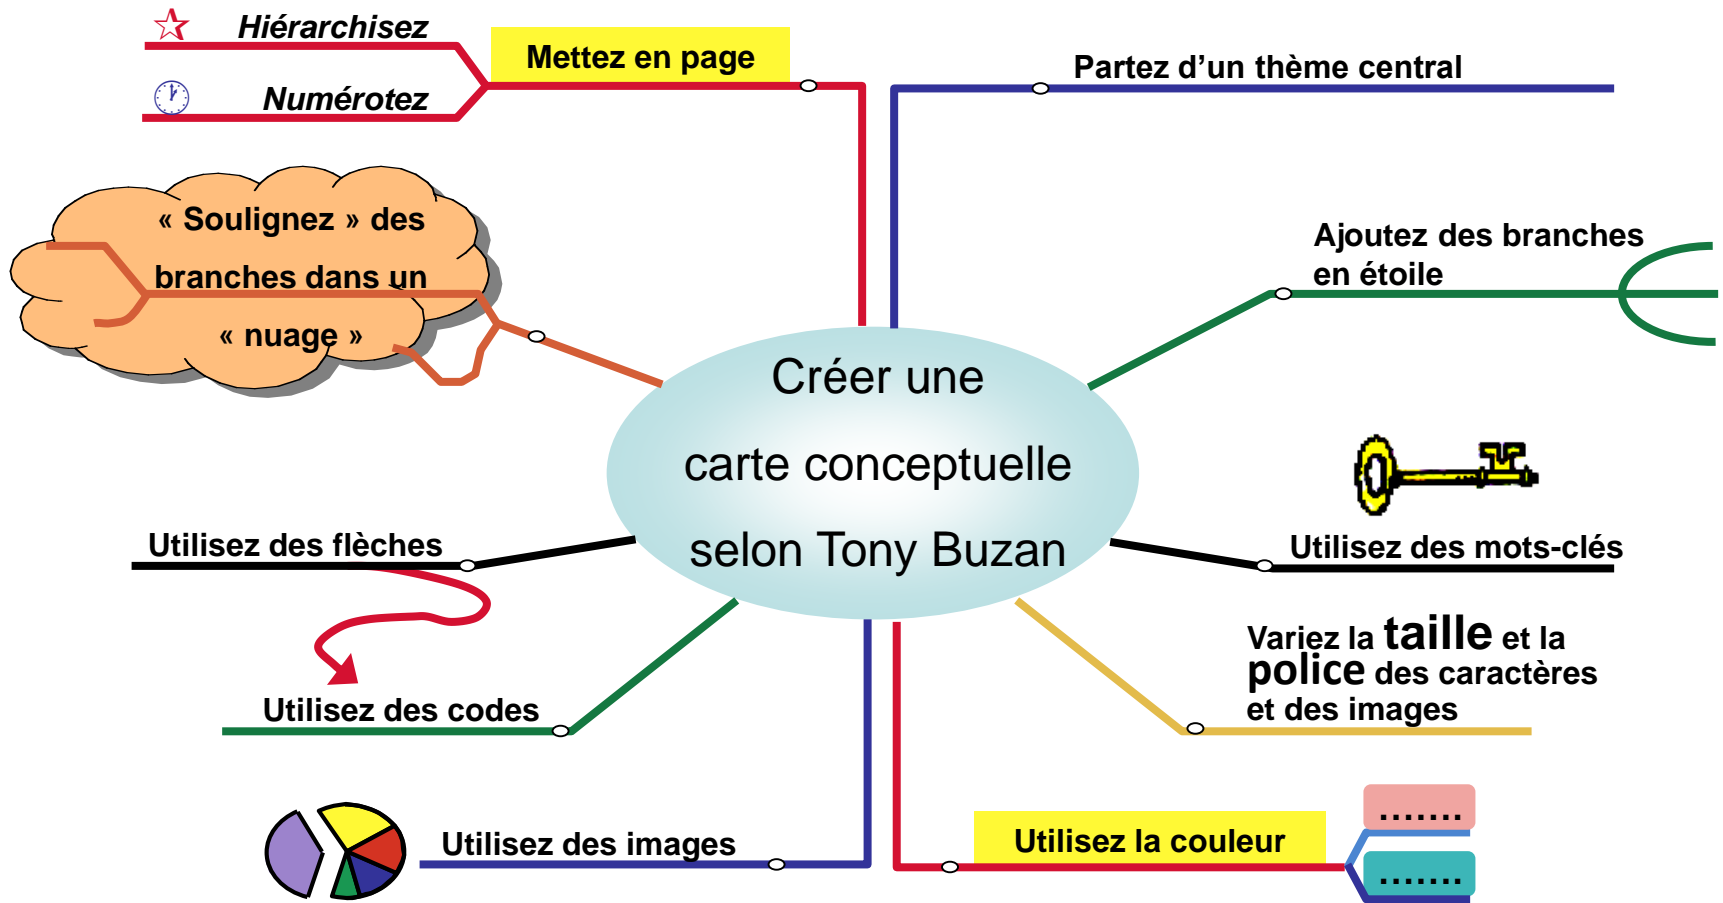 Hiérarchisez
Numérotez
Mettez en page
Partez d’un thème central
« Soulignez » des
branches dans un
« nuage »
Ajoutez des branches
en étoile
Créer une
carte conceptuelle
selon Tony Buzan
Utilisez des flèches
Utilisez des mots-clés
Utilisez des codes
Variez la taille et la
police des caractères
et des images
Utilisez des images
Utilisez la couleur
.......
.......